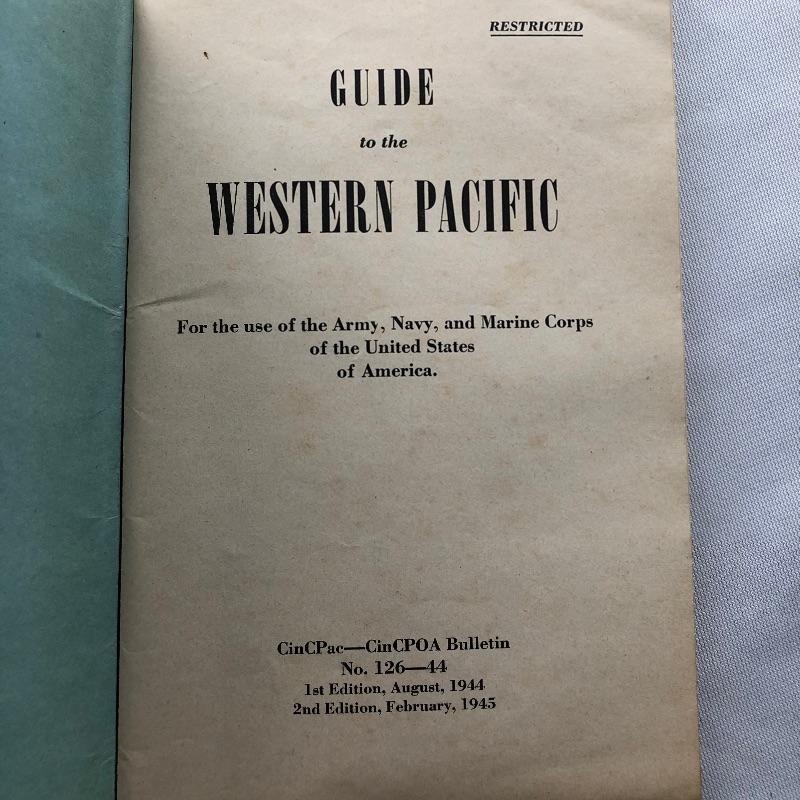 RESTRICTED
GUIDE
to the
WESTERN PACIFIC
For the use of the Army, Navy, and Marine Corps
of the United States
of America.
CinCPac—CinCPOA Bulletin
No. 126—44
1st Edition, August, 1944
2nd Edition, February, 1945